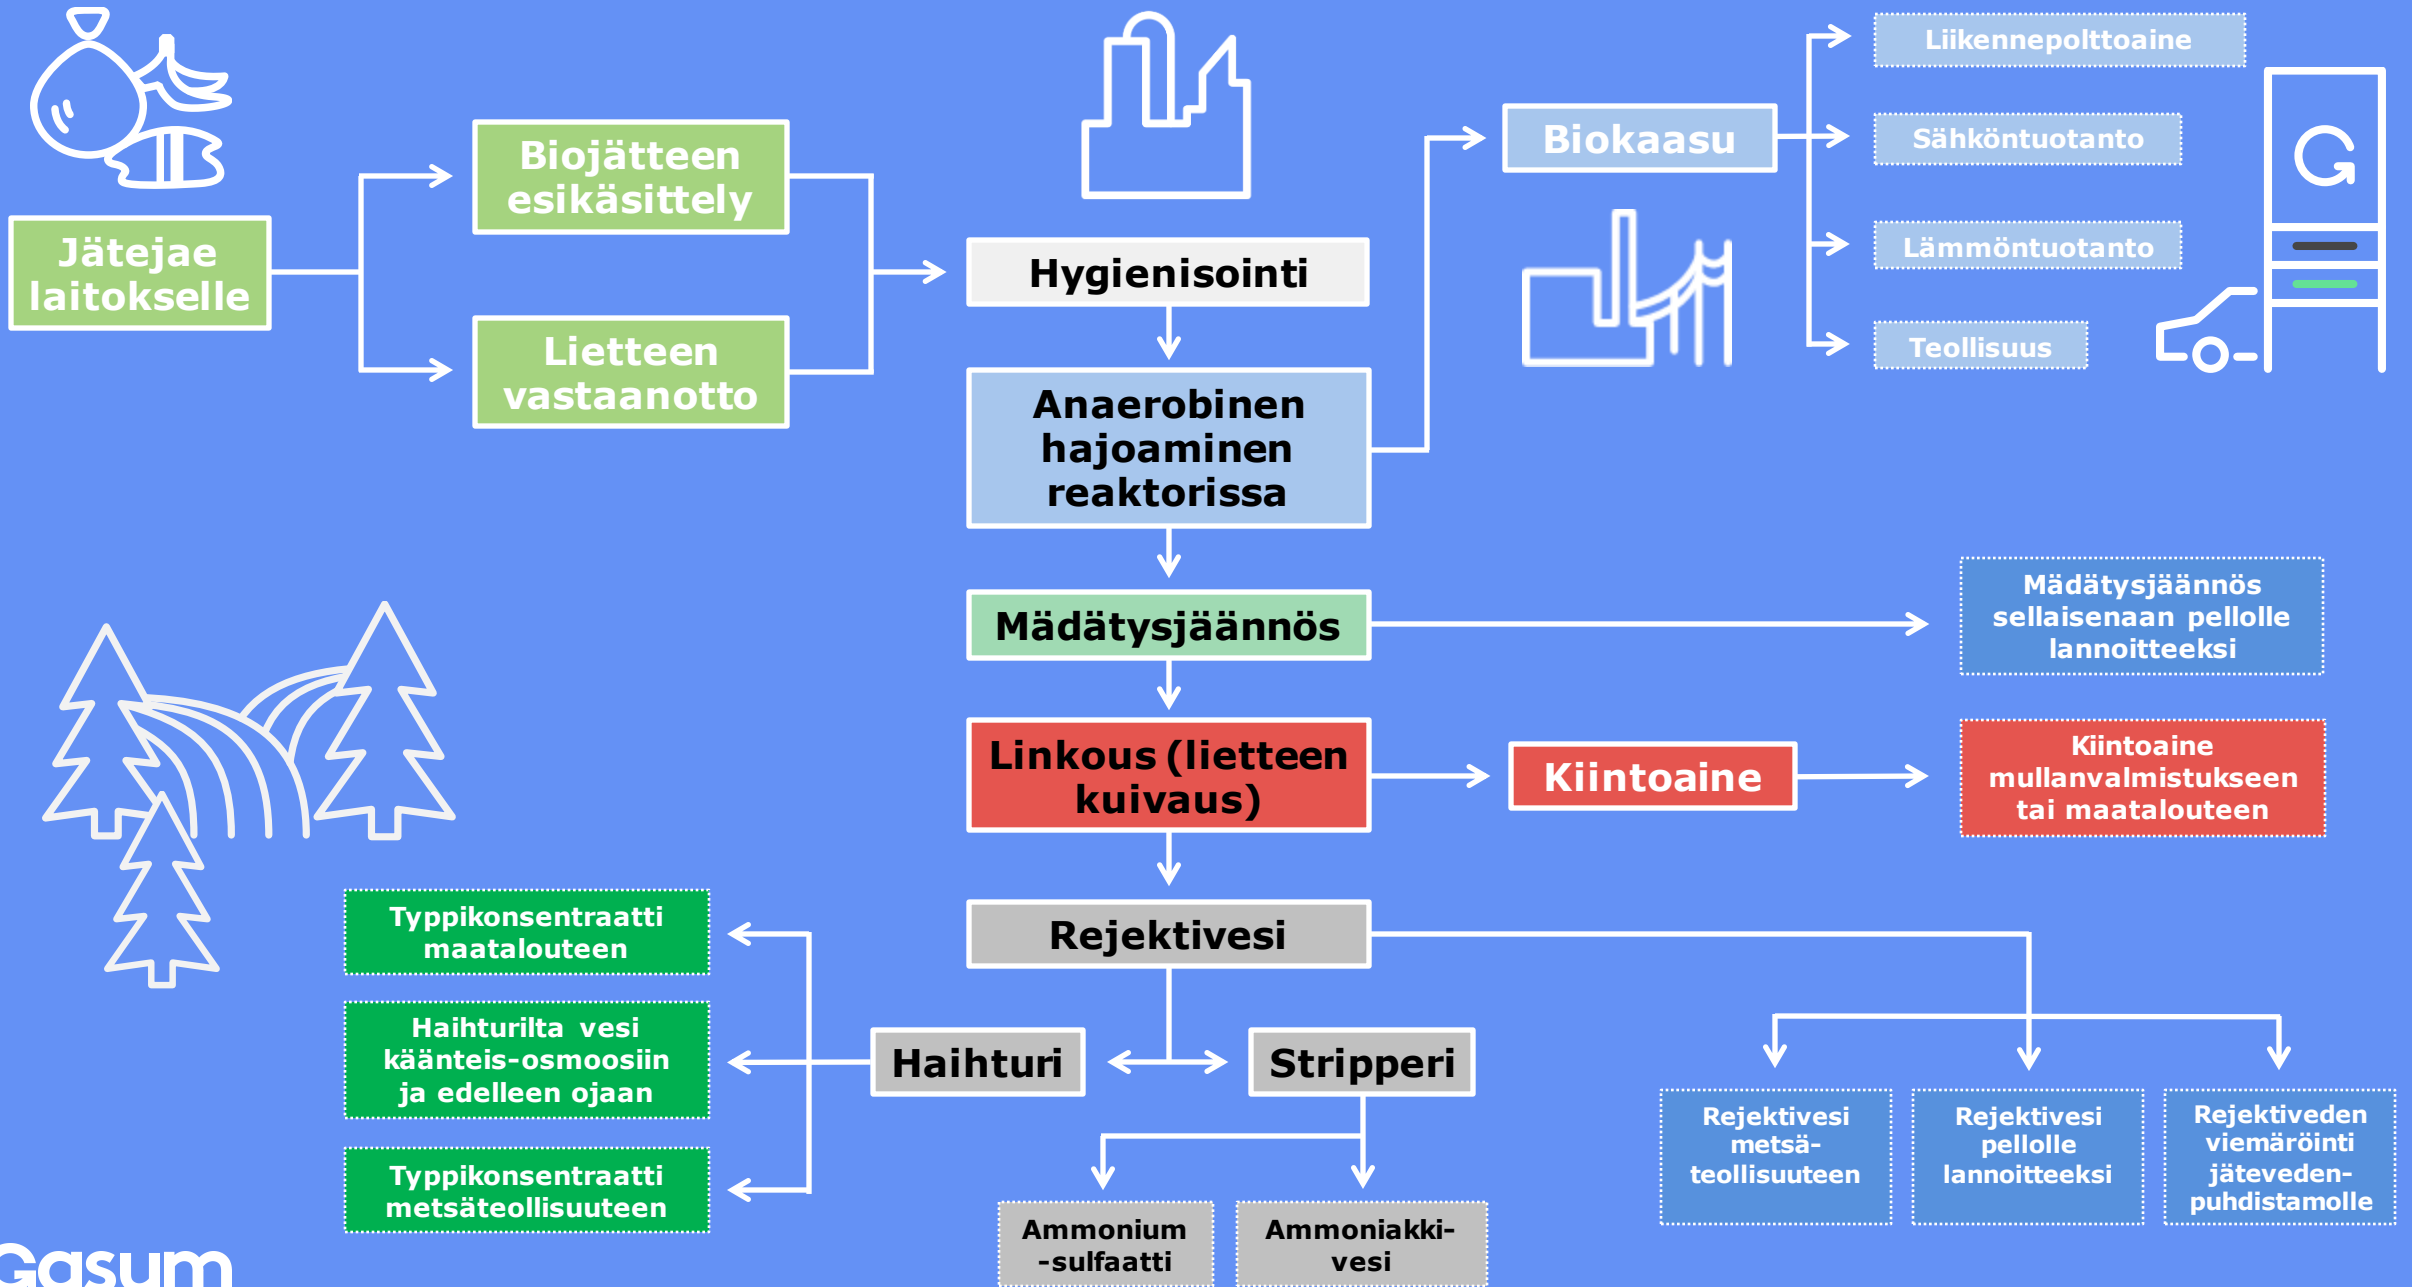 Jätejae
laitokselle
Biojätteen
esikäsittely
Lietteen
vastaanotto
Hygienisointi
Anaerobinen
hajoaminen
reaktorissa
Biokaasu
Liikennepolttoaine
Sähköntuotanto
Lämmöntuotanto
Teollisuus
Mädätysjäännös
Mädätysjäännös
sellaisenaan pellolle
lannoitteeksi
Linkous (lietteen
kuivaus)
Kiintoaine
Kiintoaine
mullanvalmistukseen
tai maatalouteen
Rejektivesi
Haihturi
Stripperi
Typpikonsentraatti
maatalouteen
Haihturilta vesi
käänteis-osmoosiin
ja edelleen ojaan
Typpikonsentraatti
metsäteollisuuteen
Ammonium
-sulfaatti
Ammoniakki-
vesi
Rejektivesi
metsä-
teollisuuteen
Rejektivesi
pellolle
lannoitteeksi
Rejektiveden
viemäröinti
jäteveden-
puhdistamolle
Gasum